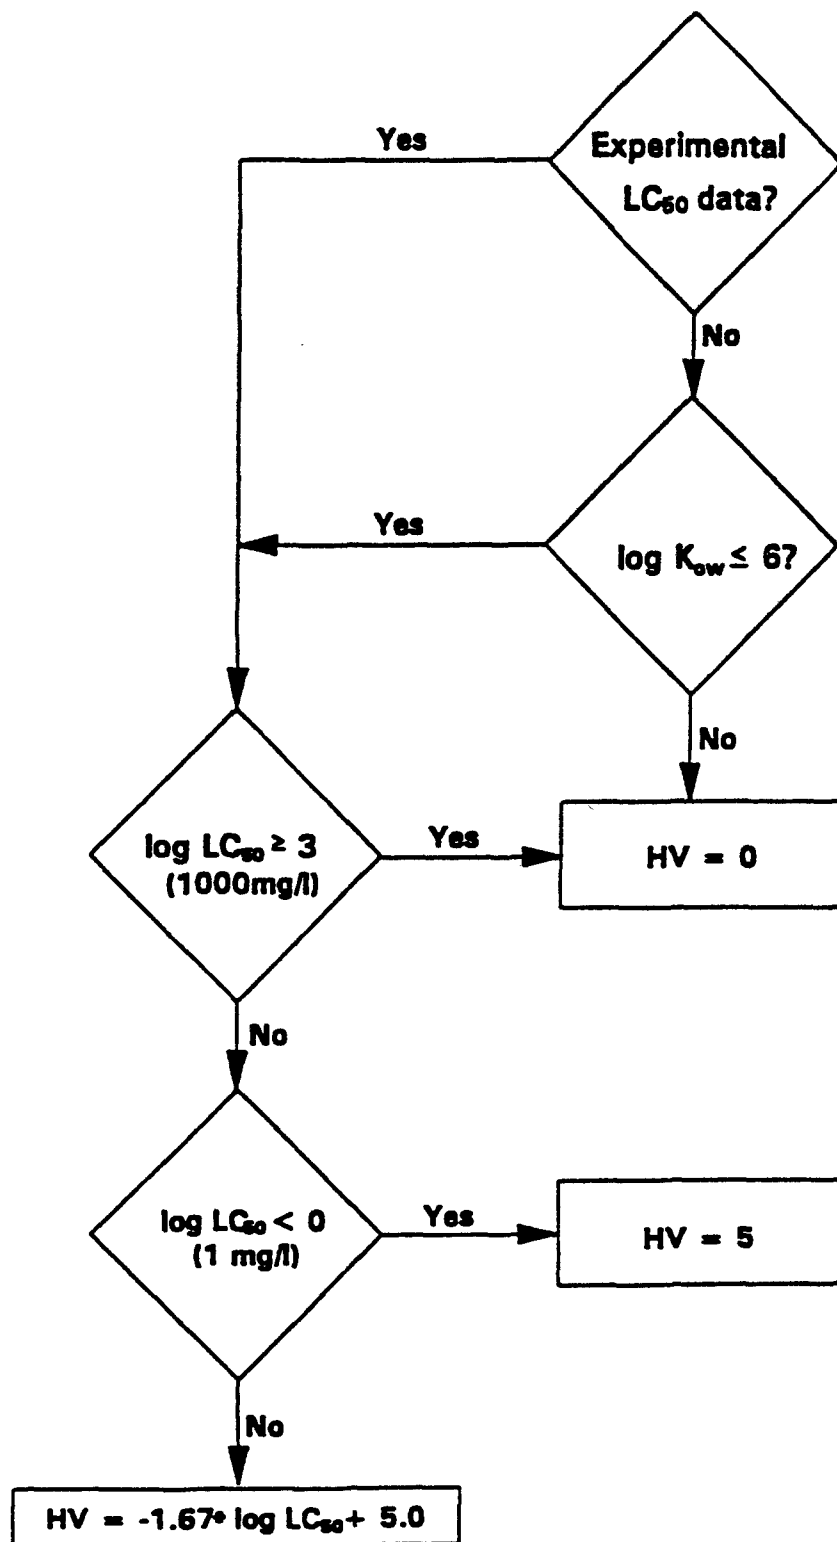 Yes
Experimental
LC₅₀ data?
No
Yes
log Kow ≤ 6?
No
log LC₅₀ ≥ 3
(1000mg/l)
Yes
HV = 0
No
log LC₅₀ < 0
(1 mg/l)
Yes
HV = 5
No
HV = -1.67* log LC₅₀ + 5.0